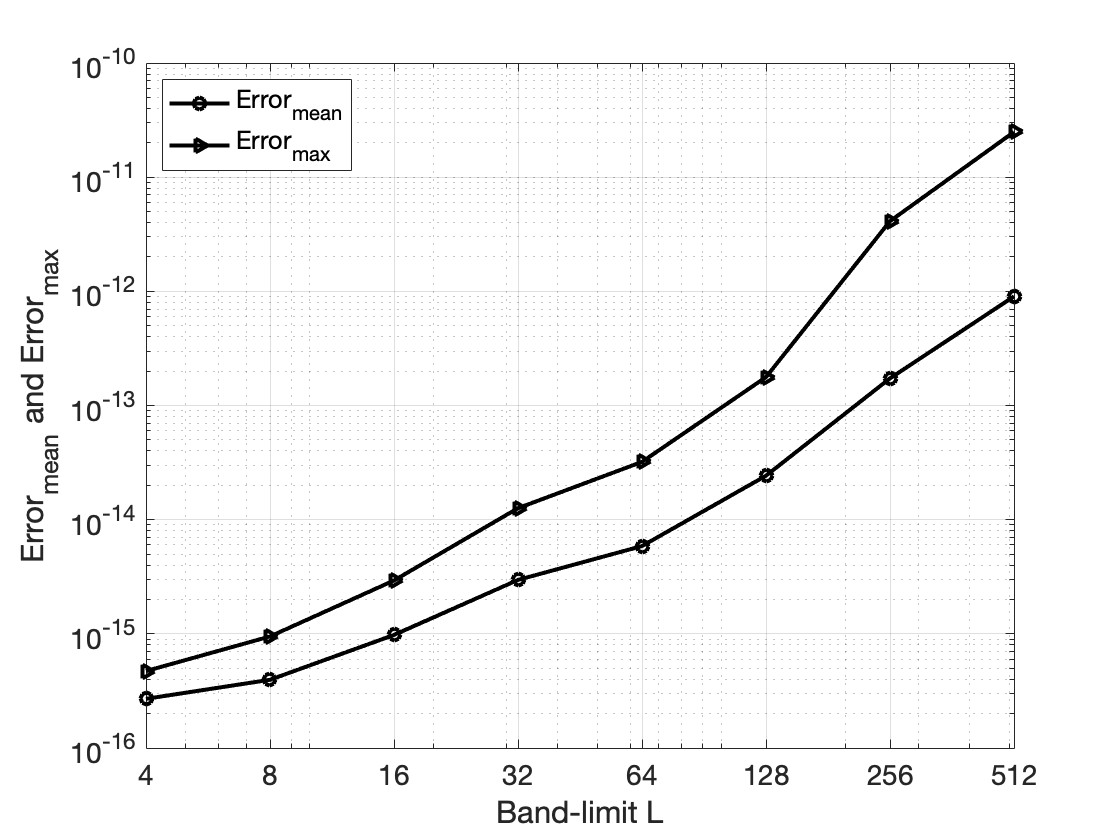 Error_mean
Error_max
10^-10
10^-11
10^-12
10^-13
10^-14
10^-15
10^-16
Error_mean and Error_max
4 8 16 32 64 128 256 512
Band-limit L